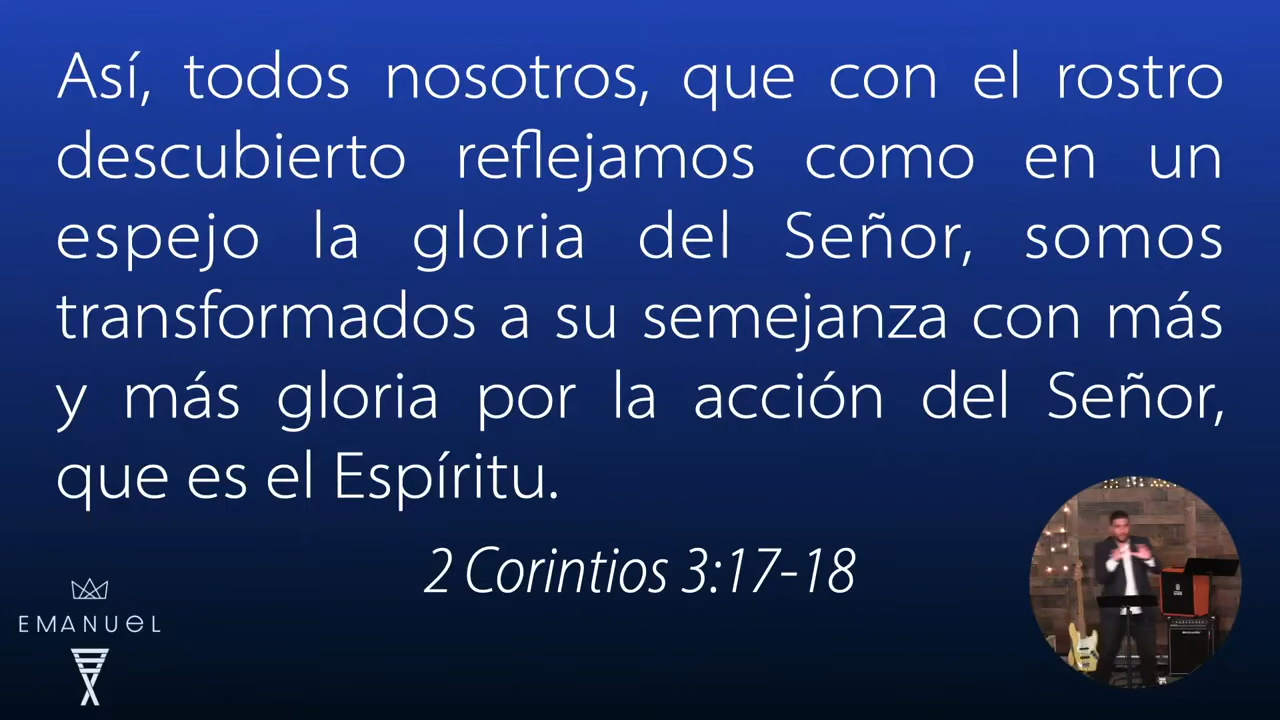 Así, todos nosotros, que con el rostro
descubierto reflejamos como en un
espejo la gloria del Señor, somos
transformados a su semejanza con más
y más gloria por la acción del Señor,
que es el Espíritu.
2 Corintios 3:17-18
EMANUEL